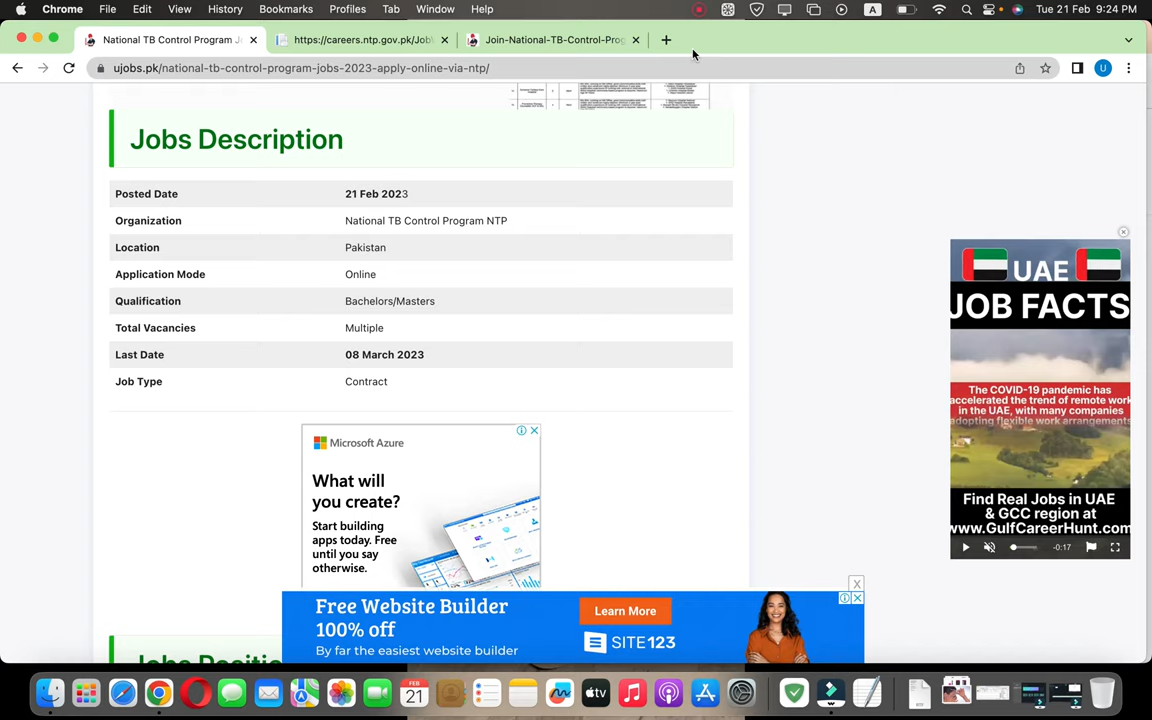 Chrome File Edit View History Bookmarks Profiles Tab Window Help A Tue 21 Feb 9:24 PM
National TB Control Program J
https://careers.ntp.gov.pk/Job
Join-National-TB-Control-Prog
ujobs.pk/national-tb-control-program-jobs-2023-apply-online-via-ntp/
U
Jobs Description
Posted Date 21 Feb 2023
Organization National TB Control Program NTP
Location Pakistan
Application Mode Online
Qualification Bachelors/Masters
Total Vacancies Multiple
Last Date 08 March 2023
Job Type Contract
UAE
JOB FACTS
The COVID-19 pandemic has
accelerated the trend of remote work
in the UAE, with many companies
adopting flexible work arrangements
Find Real Jobs in UAE
& GCC region at
www.GulfCareerHunt.com
-0:17
Microsoft Azure
What will
you create?
Start building
apps today. Free
until you say
otherwise.
Free Website Builder
100% off
By far the easiest website builder
Learn More
SITE123
X
Jobs Positio
FEB
21
tv